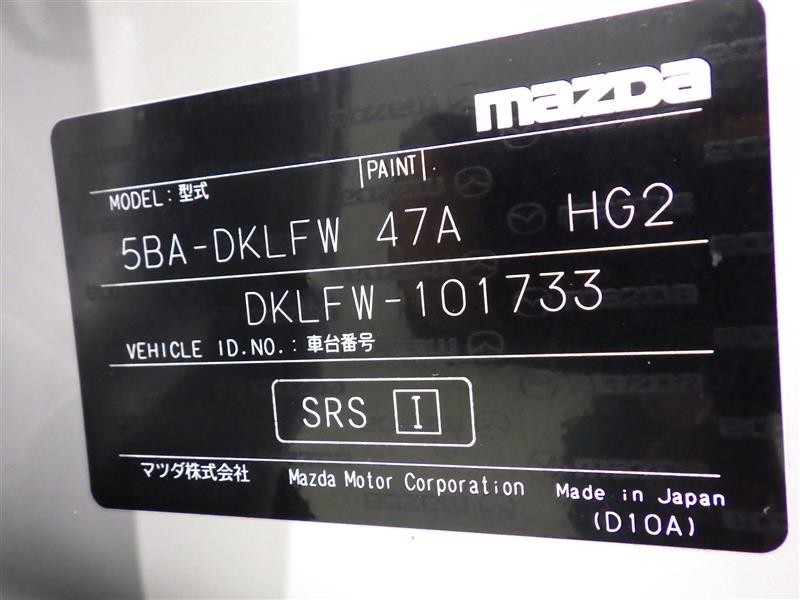 mazda
PAINT
MODEL: 型式
5BA-DKLFW 47A HG2
DKLFW-101733
VEHICLE ID.NO.: 車台番号
SRS I
マツダ株式会社 Mazda Motor Corporation Made in Japan
(D10A)